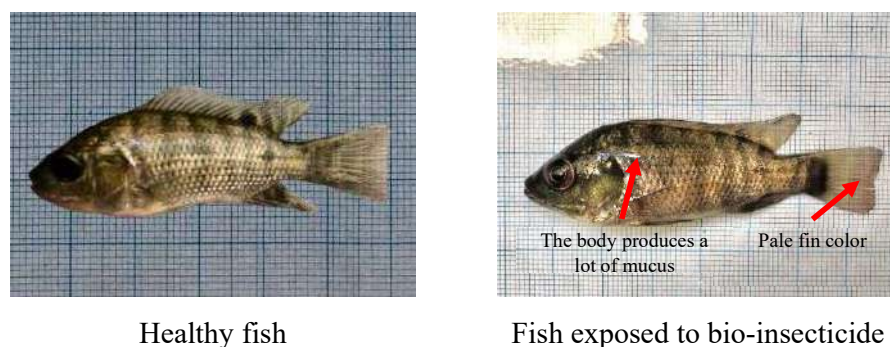 The body produces a
lot of mucus
Pale fin color
Healthy fish
Fish exposed to bio-insecticide